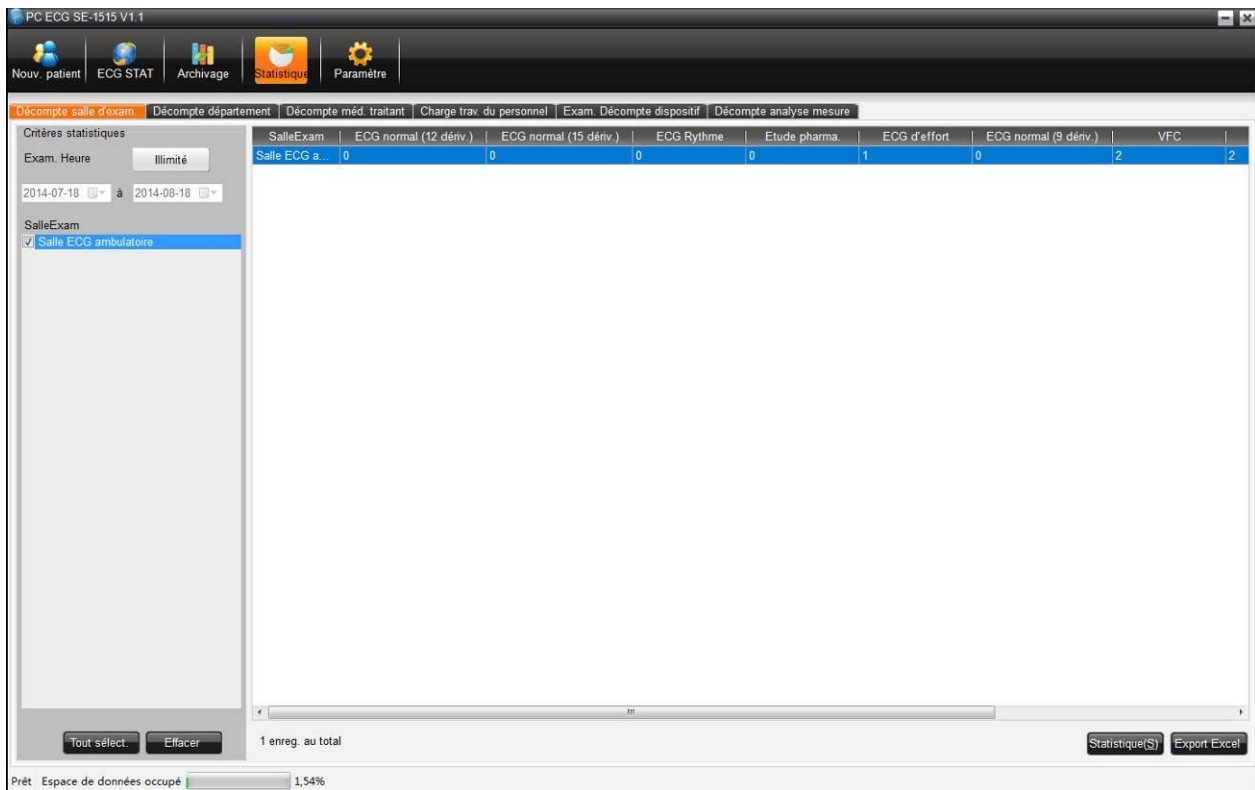 PC ECG SE-1515 V1.1
Nouv. patient ECG STAT Archivage Statistique Paramètre
Décompte salle d'exam. Décompte département Décompte méd. traitant Charge trav. du personnel Exam. Décompte dispositif Décompte analyse mesure
Critères statistiques
SalleExam ECG normal (12 dériv.) ECG normal (15 dériv.) ECG Rythme Etude pharma. ECG d'effort ECG normal (9 dériv.) VFC
Exam. Heure Illimité
Salle ECG a... 0 0 0 0 1 0 2 2
2014-07-18 à 2014-08-18
SalleExam
Salle ECG ambulatoire
Tout sélect. Effacer 1 enreg. au total Statistique(S) Export Excel
Prêt Espace de données occupé 1,54%